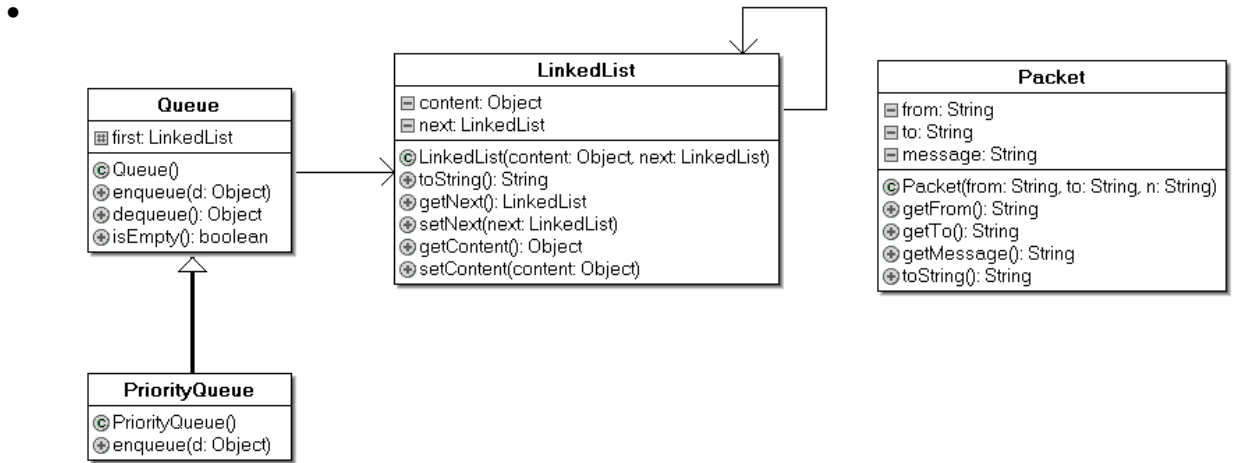 Queue
first: LinkedList
Queue()
enqueue(d: Object)
dequeue(): Object
isEmpty(): boolean
LinkedList
content: Object
next: LinkedList
LinkedList(content: Object, next: LinkedList)
toString(): String
getNext(): LinkedList
setNext(next: LinkedList)
getContent(): Object
setContent(content: Object)
Packet
from: String
to: String
message: String
Packet(from: String, to: String, n: String)
getFrom(): String
getTo(): String
getMessage(): String
toString(): String
PriorityQueue
PriorityQueue()
enqueue(d: Object)